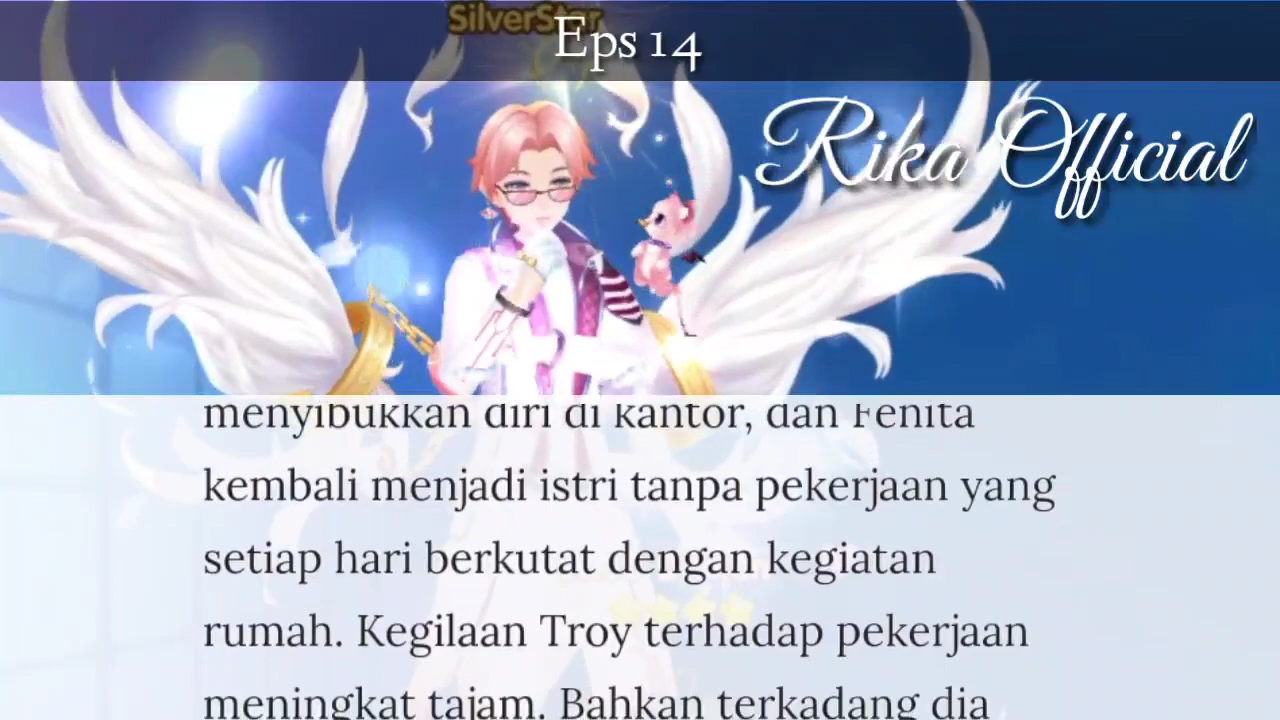 SilverStar
Eps 14
Rika Official
menyibukkan diri di kantor, dan Fenita
kembali menjadi istri tanpa pekerjaan yang
setiap hari berkutat dengan kegiatan
rumah. Kegilaan Troy terhadap pekerjaan
meningkat tajam. Bahkan terkadang dia